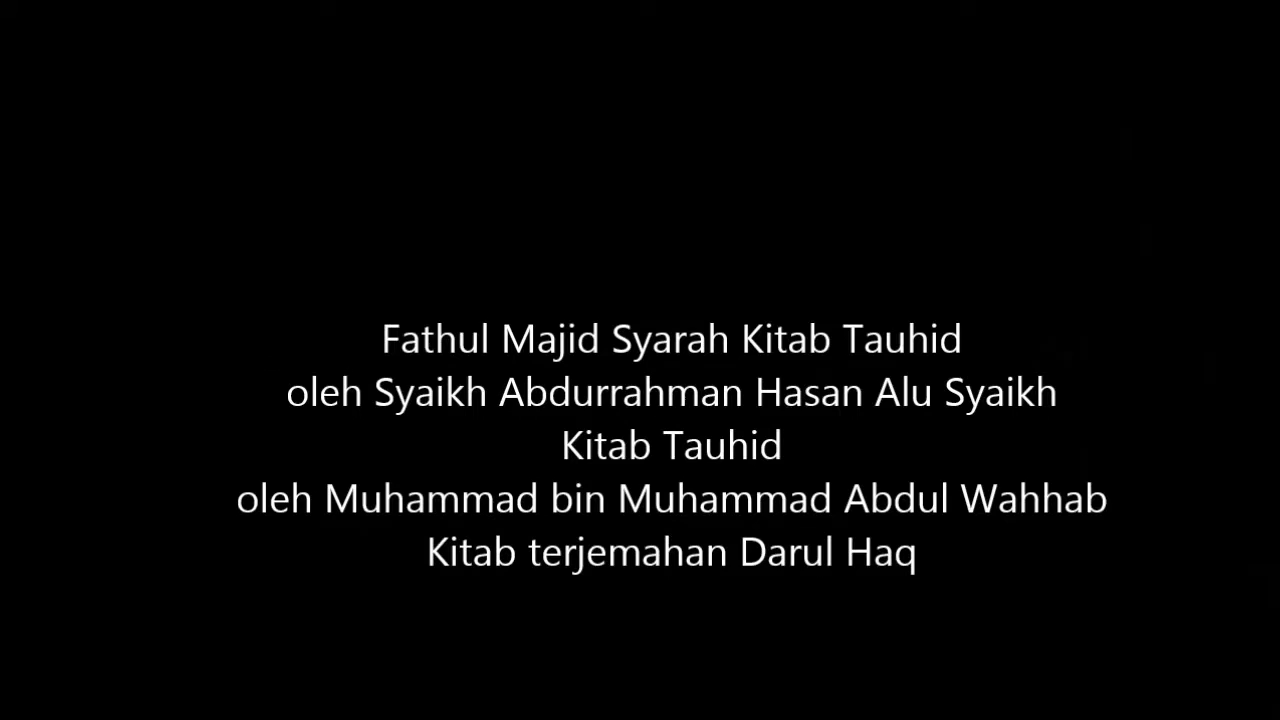 Fathul Majid Syarah Kitab Tauhid
oleh Syaikh Abdurrahman Hasan Alu Syaikh
Kitab Tauhid
oleh Muhammad bin Muhammad Abdul Wahhab
Kitab terjemahan Darul Haq